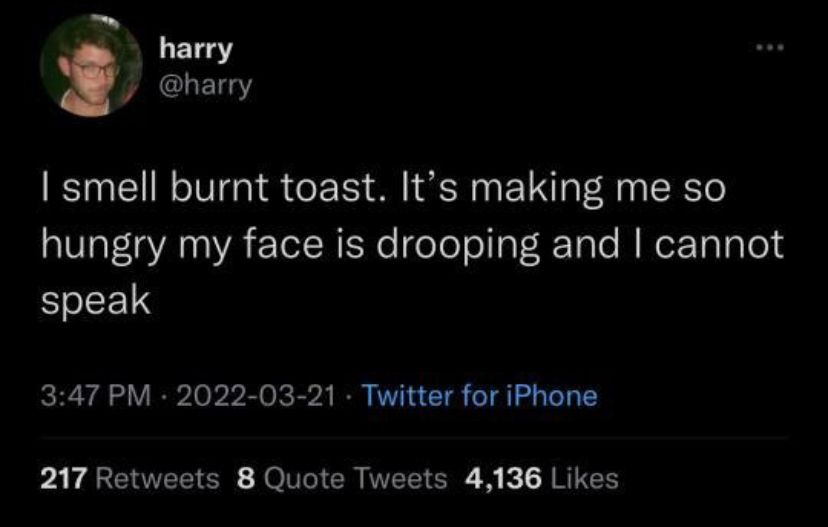 harry
@harry
I smell burnt toast. It’s making me so
hungry my face is drooping and I cannot
speak
3:47 PM · 2022-03-21 · Twitter for iPhone
217 Retweets 8 Quote Tweets 4,136 Likes